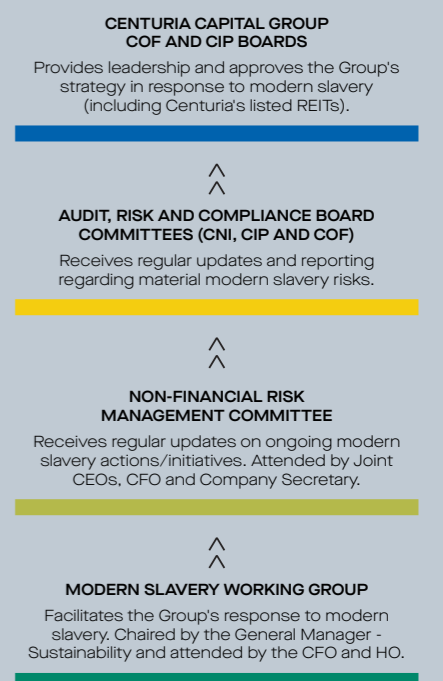 CENTURIA CAPITAL GROUP
COF AND CIP BOARDS
Provides leadership and approves the Group's
strategy in response to modern slavery
(including Centuria's listed REITs).
AUDIT, RISK AND COMPLIANCE BOARD
COMMITTEES (CNI, CIP AND COF)
Receives regular updates and reporting
regarding material modern slavery risks.
NON-FINANCIAL RISK
MANAGEMENT COMMITTEE
Receives regular updates on ongoing modern
slavery actions/initiatives. Attended by Joint
CEOs, CFO and Company Secretary.
MODERN SLAVERY WORKING GROUP
Facilitates the Group's response to modern
slavery. Chaired by the General Manager -
Sustainability and attended by the CFO and HO.